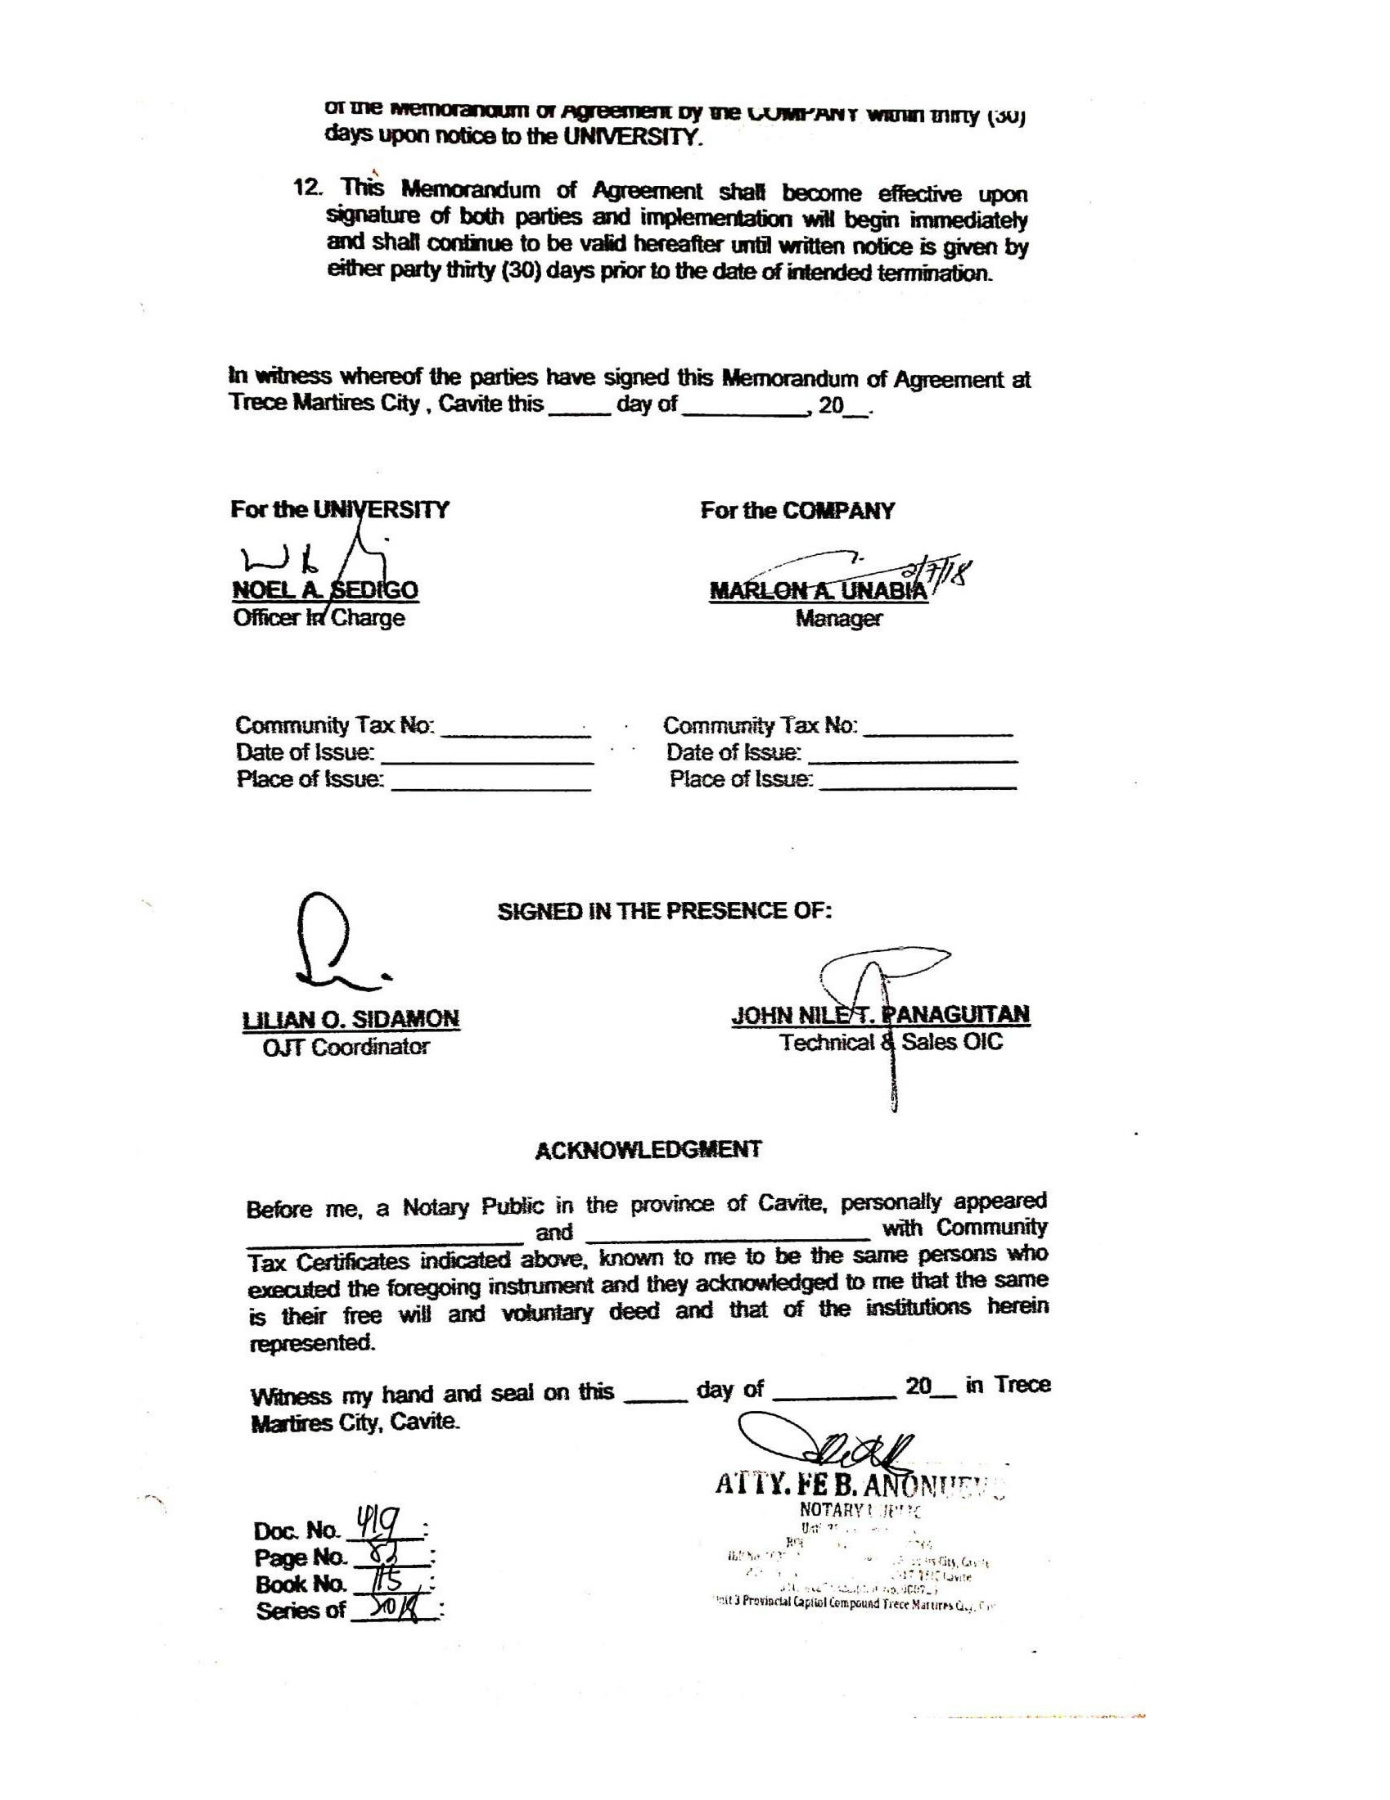 of the Memorandum of Agreement by the COMPANY within thirty (30)
days upon notice to the UNIVERSITY.
12. This Memorandum of Agreement shall become effective upon
signature of both parties and implementation will begin immediately
and shall continue to be valid hereafter until written notice is given by
either party thirty (30) days prior to the date of intended termination.
In witness whereof the parties have signed this Memorandum of Agreement at
Trece Martires City , Cavite this _____ day of __________, 20__.
For the UNIVERSITY
For the COMPANY
2/7/18
NOEL A. SEDIGO
MARLON A. UNABIA
Officer In Charge
Manager
Community Tax No: ____________
Community Tax No: ____________
Date of Issue: _________________
Date of Issue: _________________
Place of Issue: ________________
Place of Issue: ________________
SIGNED IN THE PRESENCE OF:
LILIAN O. SIDAMON
JOHN NILE T. PANAGUITAN
OJT Coordinator
Technical & Sales OIC
ACKNOWLEDGMENT
Before me, a Notary Public in the province of Cavite, personally appeared
______________________ and ______________________ with Community
Tax Certificates indicated above, known to me to be the same persons who
executed the foregoing instrument and they acknowledged to me that the same
is their free will and voluntary deed and that of the institutions herein
represented.
Witness my hand and seal on this _____ day of __________ 20__ in Trece
Martires City, Cavite.
ATTY. FE B. ANONUEVO
NOTARY PUBLIC
Unit 3 Provincial Capitol Compound Trece Martires City,
Doc. No. 419 :
Page No. 83 :
Book No. 115 :
Series of 2018 :